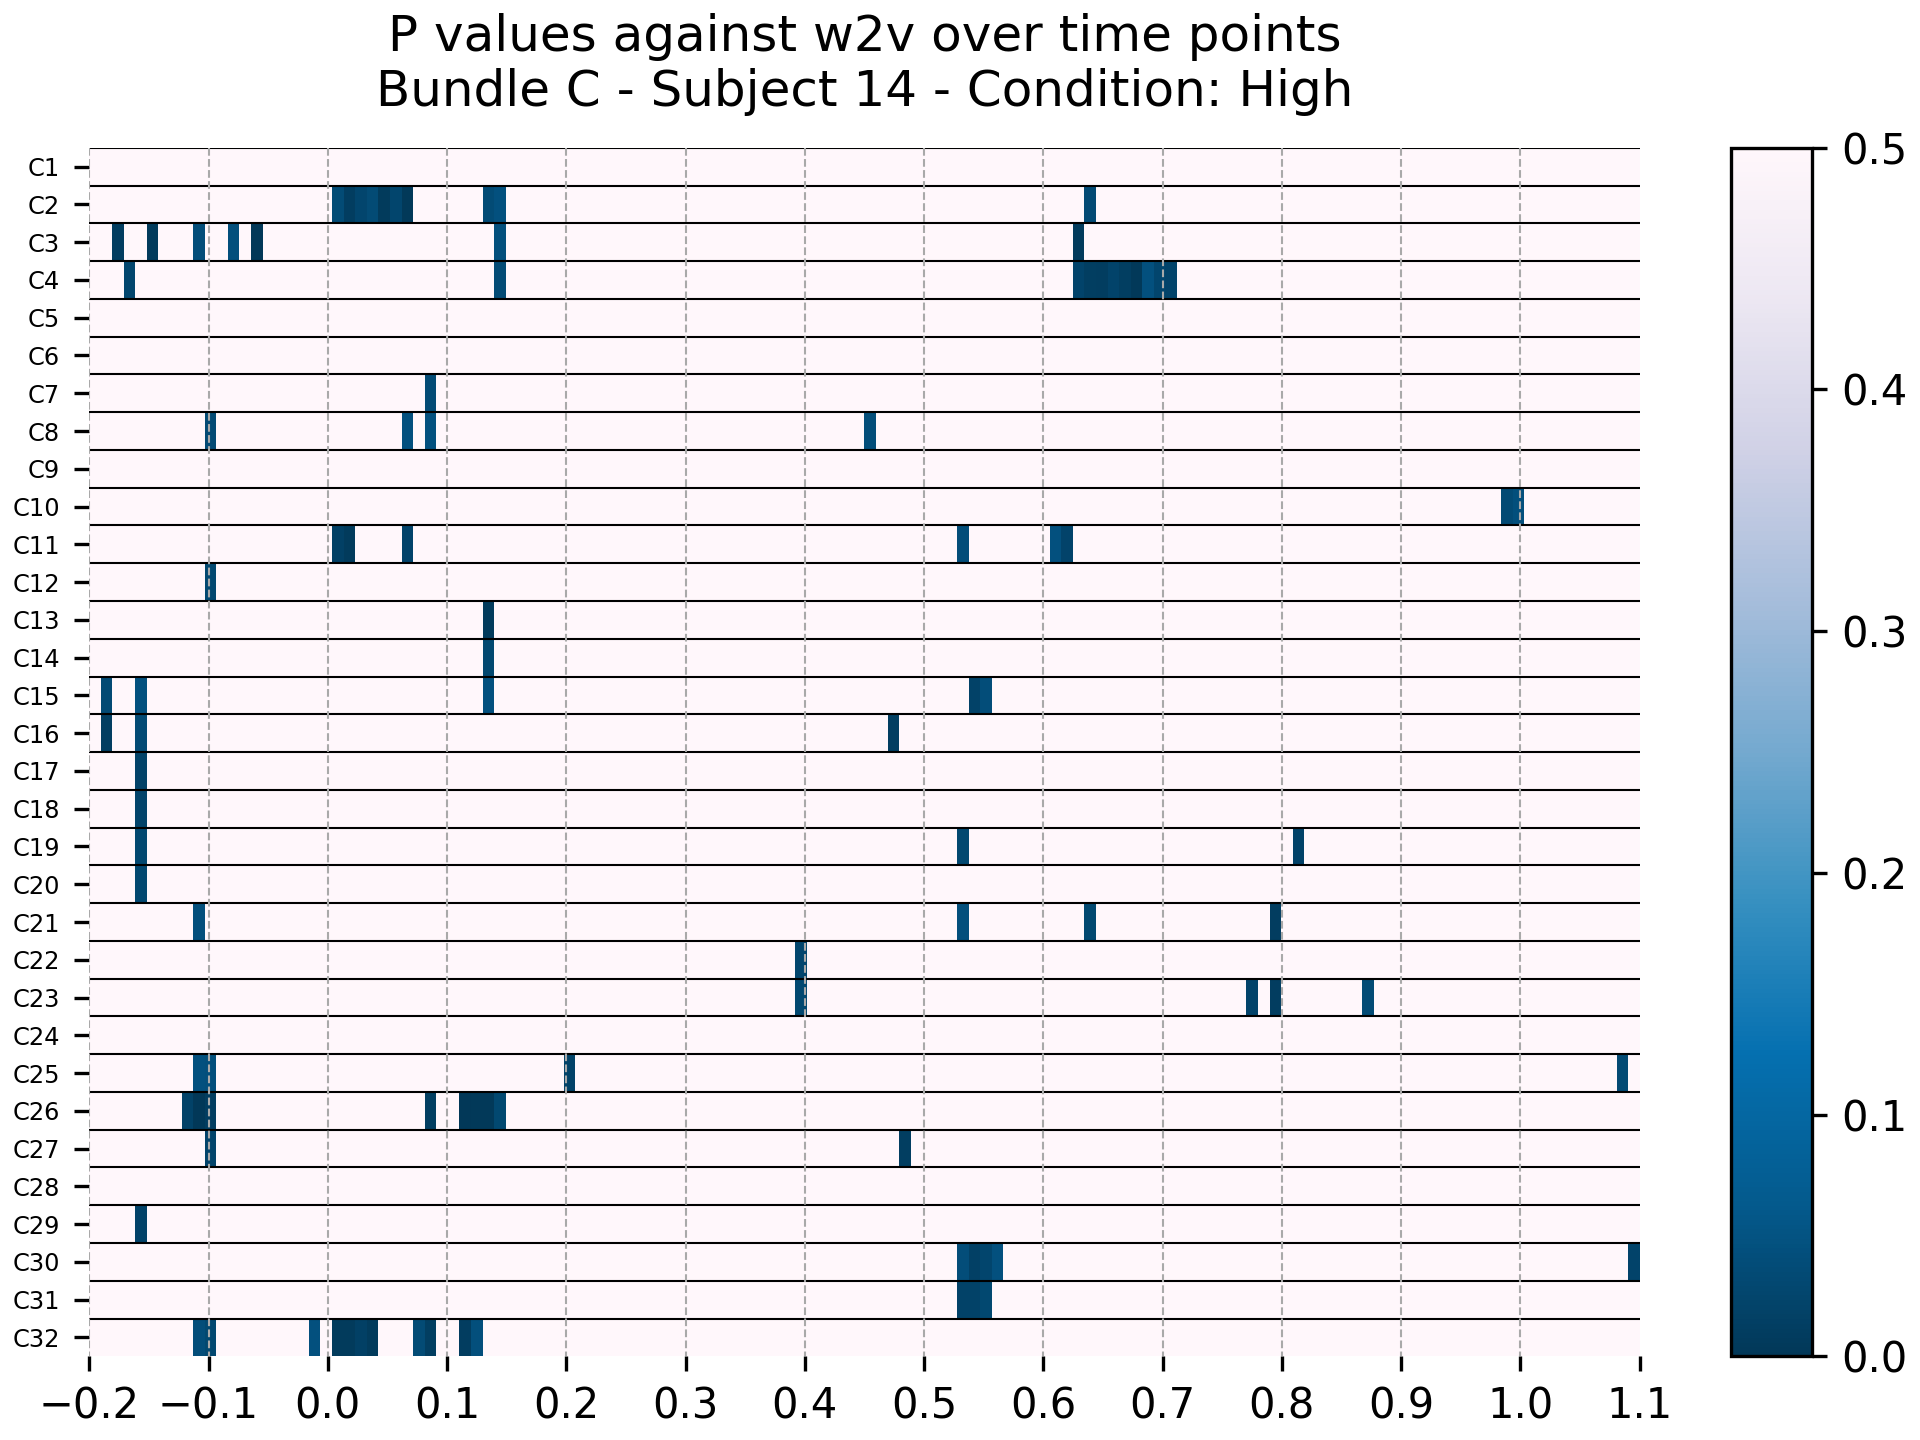 P values against w2v over time points
Bundle C - Subject 14 - Condition: High
C1
C2
C3
C4
C5
C6
C7
C8
C9
C10
C11
C12
C13
C14
C15
C16
C17
C18
C19
C20
C21
C22
C23
C24
C25
C26
C27
C28
C29
C30
C31
C32
−0.2 −0.1 0.0 0.1 0.2 0.3 0.4 0.5 0.6 0.7 0.8 0.9 1.0 1.1
0.5
0.4
0.3
0.2
0.1
0.0